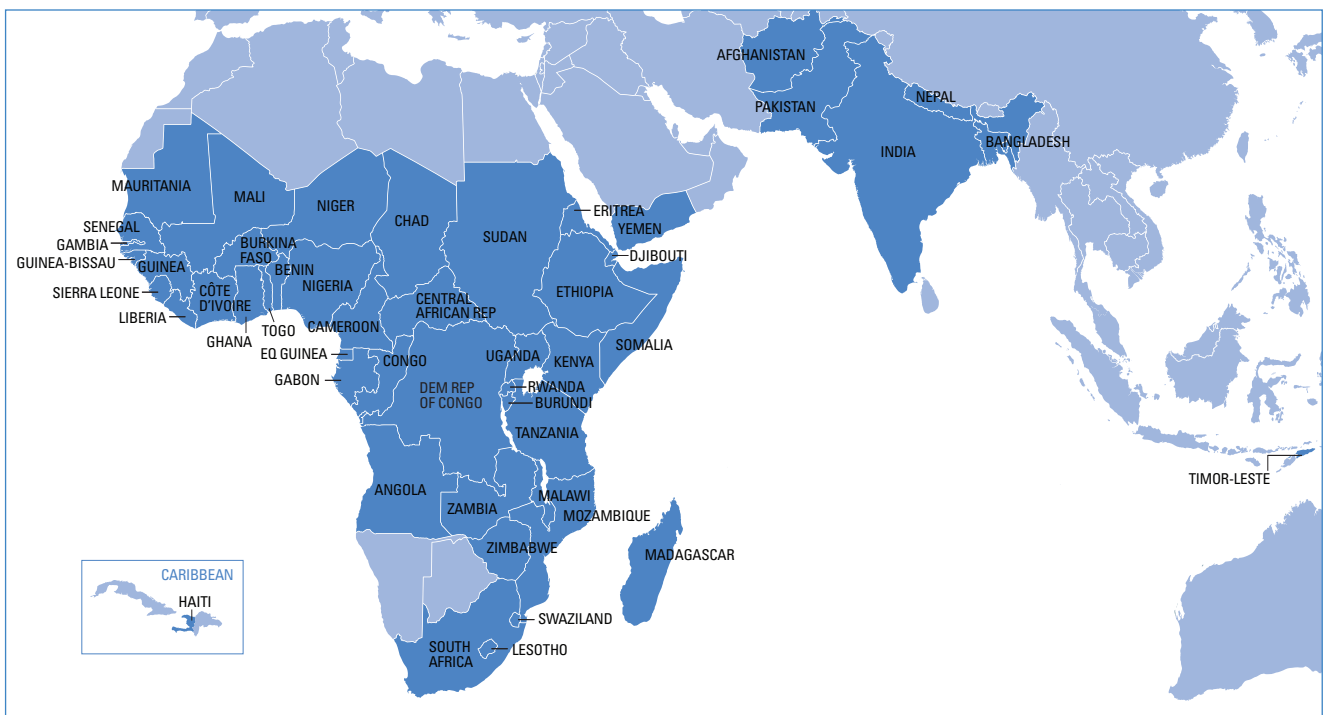 AFGHANISTAN
NEPAL
PAKISTAN
BANGLADESH
INDIA
MAURITANIA
MALI
NIGER
CHAD
ERITREA
SENEGAL
YEMEN
SUDAN
GAMBIA
BURKINA
FASO
DJIBOUTI
GUINEA-BISSAU
GUINEA
BENIN
NIGERIA
ETHIOPIA
SIERRA LEONE
CÔTE
D'IVOIRE
CENTRAL
AFRICAN REP
LIBERIA
TOGO
CAMEROON
GHANA
SOMALIA
EQ GUINEA
CONGO
UGANDA
KENYA
GABON
DEM REP
OF CONGO
RWANDA
BURUNDI
TANZANIA
TIMOR-LESTE
ANGOLA
MALAWI
ZAMBIA
MOZAMBIQUE
ZIMBABWE
MADAGASCAR
CARIBBEAN
HAITI
SWAZILAND
SOUTH
AFRICA
LESOTHO